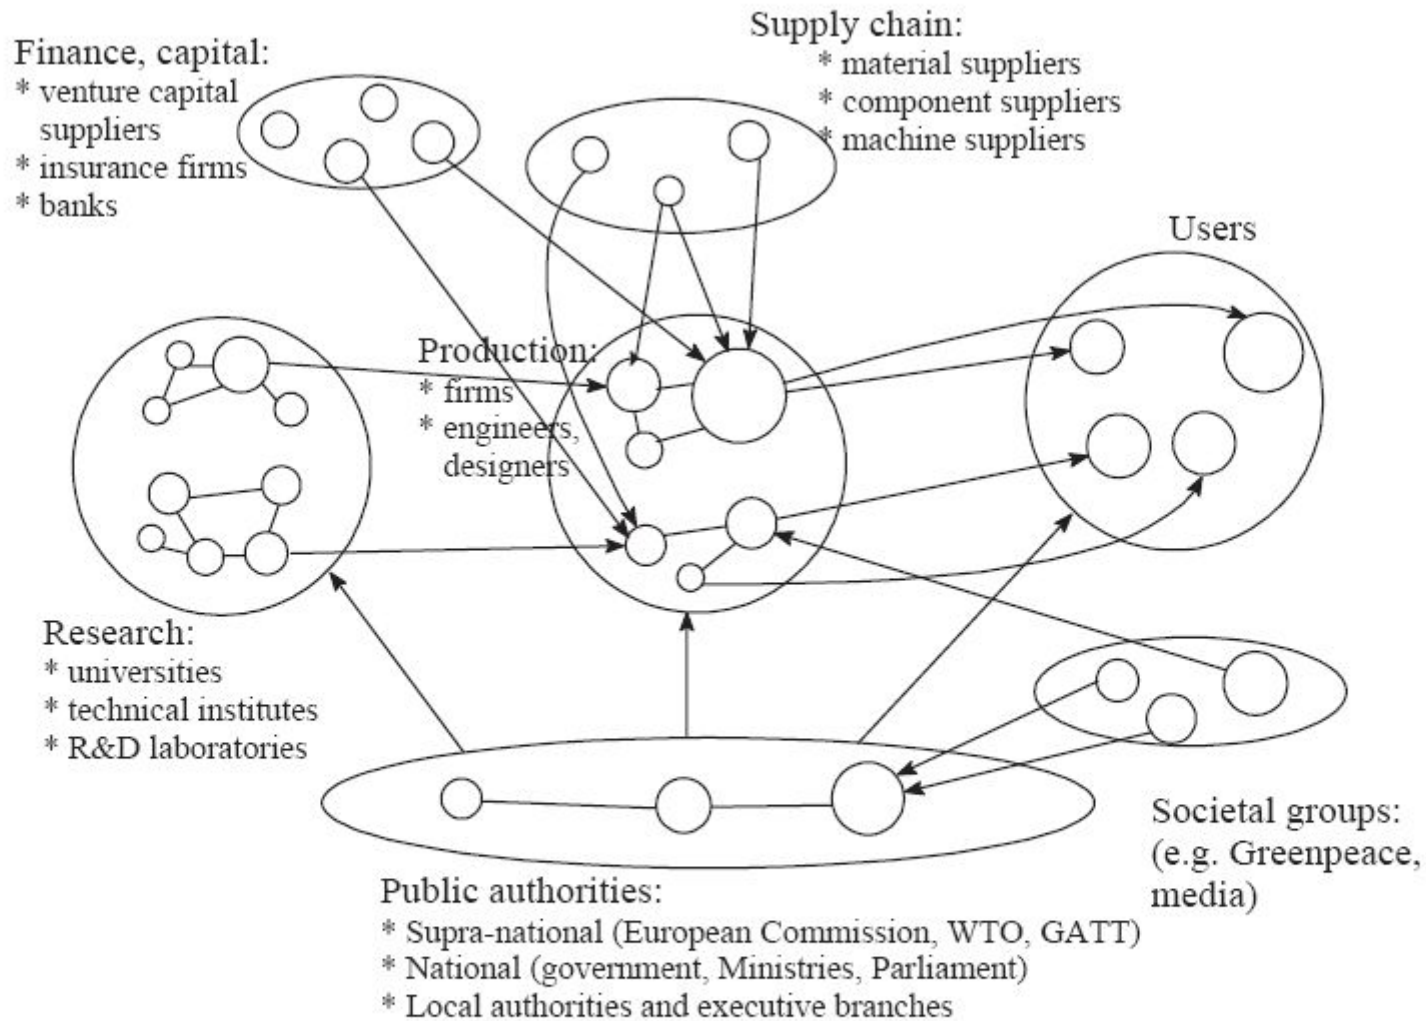 Finance, capital:
* venture capital
suppliers
* insurance firms
* banks
Supply chain:
* material suppliers
* component suppliers
* machine suppliers
Users
Production:
* firms
* engineers,
designers
Research:
* universities
* technical institutes
* R&D laboratories
Societal groups:
(e.g. Greenpeace,
media)
Public authorities:
* Supra-national (European Commission, WTO, GATT)
* National (government, Ministries, Parliament)
* Local authorities and executive branches